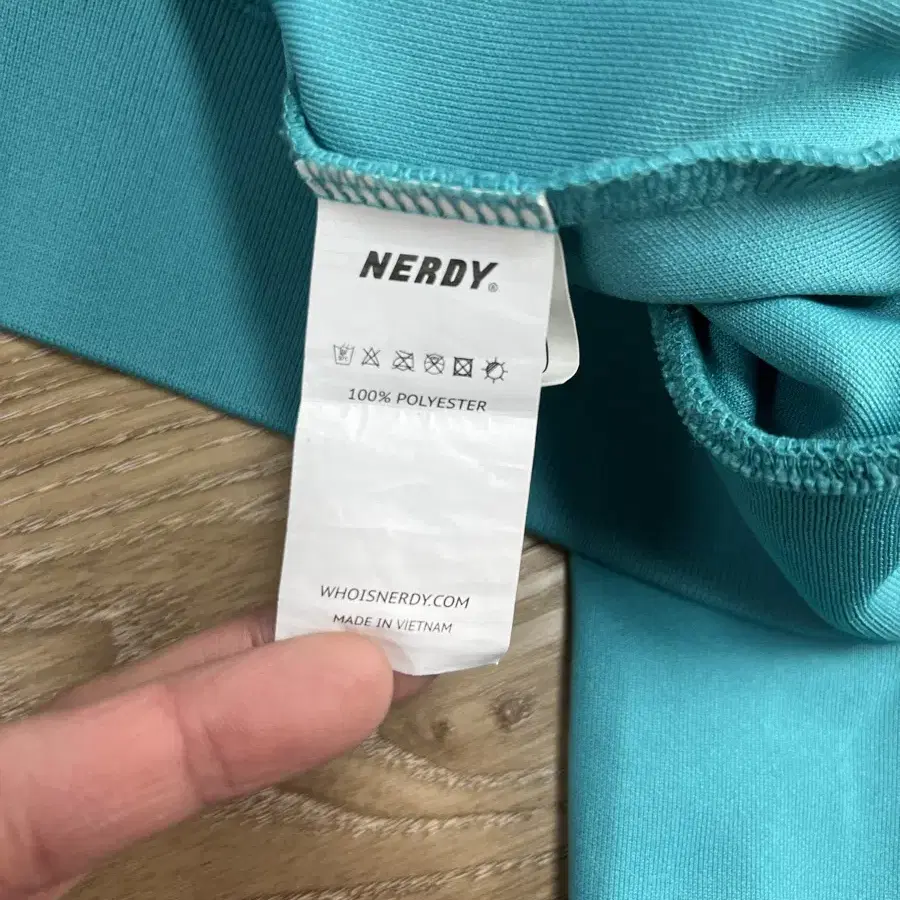 NERDY®
100% POLYESTER
WHOISNERDY.COM
MADE IN VIETNAM